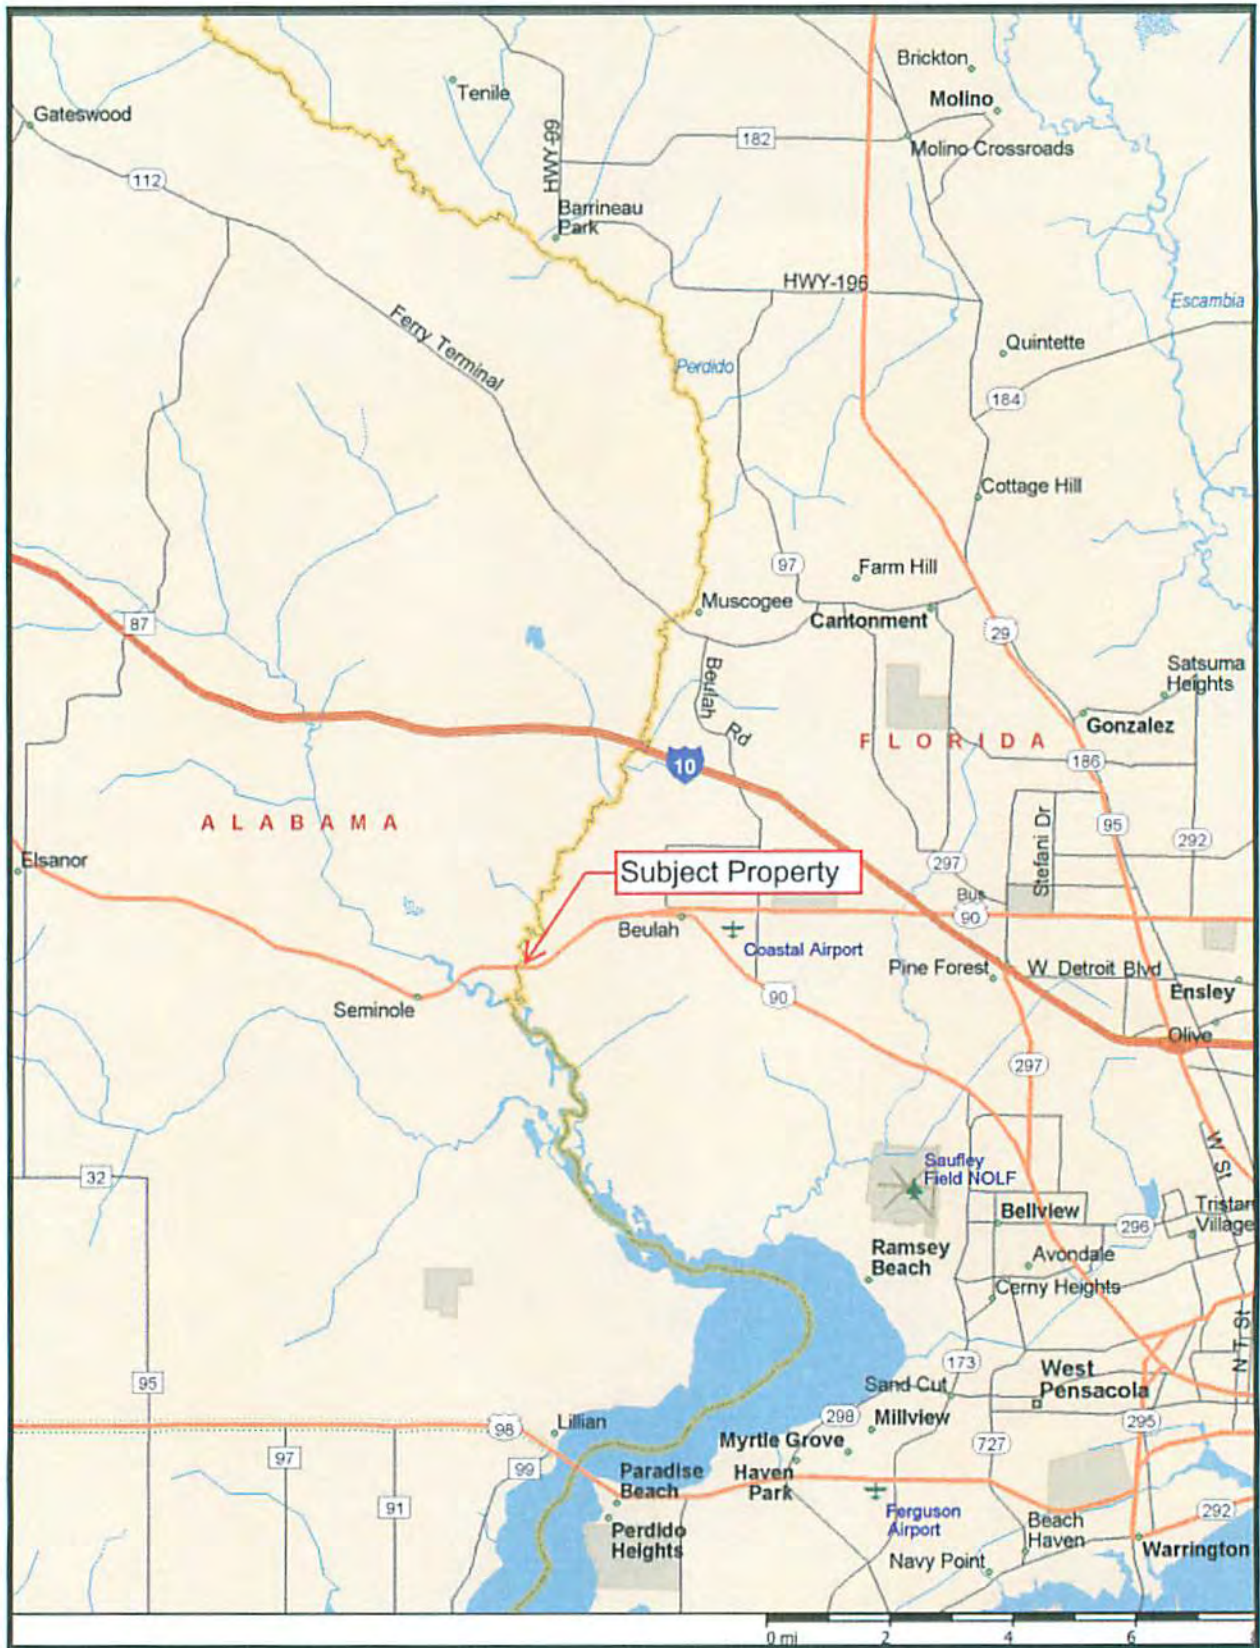 Brickton
Molino
Tenile
Gateswood
182
Molino Crossroads
HWY-99
112
Barrineau
Park
HWY-196
Escambia
Ferry Terminal
Quintette
Perdido
184
Cottage Hill
97
Farm Hill
Muscogee
Cantonment
87
29
Satsuma
Heights
Beulah
Rd
Gonzalez
FLORIDA
10
186
ALABAMA
95
292
Stefani Dr
Elsanor
297
Subject Property
Bus
90
Beulah
Coastal Airport
Pine Forest
W Detroit Blvd
Ensley
90
Seminole
Olive
297
W St
32
Saufley
Field NOLF
Bellview
296
Tristan
Village
Ramsey
Beach
Avondale
Cerny Heights
N T St
173
West
Pensacola
95
Sand Cut
298
Millview
295
98
Lillian
Myrtle Grove
727
97
99
Paradise
Beach
Haven
Park
91
Ferguson
Airport
Beach
Haven
292
Perdido
Heights
Navy Point
Warrington
0 mi
2
4
6